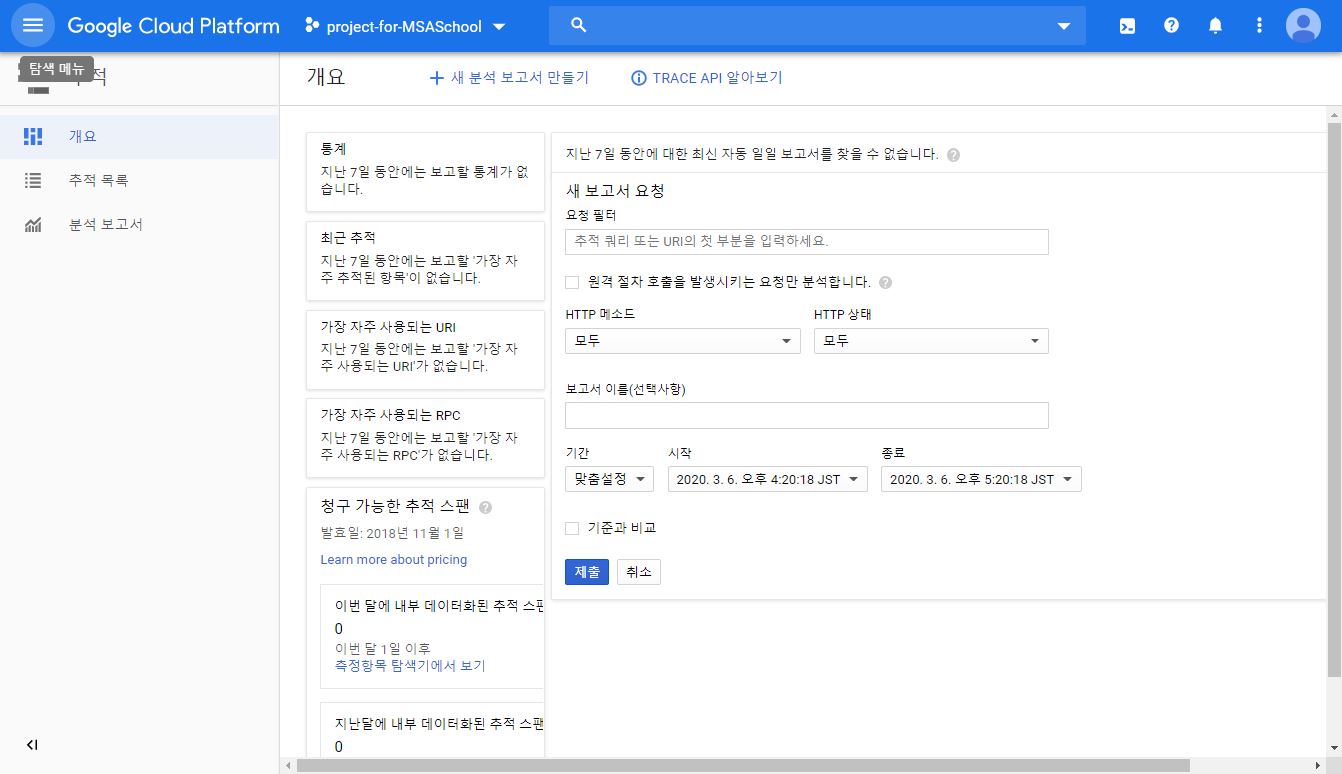 Google Cloud Platform
project-for-MSASchool
탐색 메뉴
개요
추적 목록
분석 보고서
개요
새 분석 보고서 만들기
TRACE API 알아보기
통계
지난 7일 동안에는 보고할 통계가 없
습니다.
최근 추적
지난 7일 동안에는 보고할 '가장 자
주 추적된 항목'이 없습니다.
가장 자주 사용되는 URI
지난 7일 동안에는 보고할 '가장 자
주 사용되는 URI'가 없습니다.
가장 자주 사용되는 RPC
지난 7일 동안에는 보고할 '가장 자
주 사용되는 RPC'가 없습니다.
청구 가능한 추적 스팬
발효일: 2018년 11월 1일
Learn more about pricing
이번 달에 내부 데이터화된 추적 스팬
0
이번 달 1일 이후
측정항목 탐색기에서 보기
지난달에 내부 데이터화된 추적 스팬
0
지난 7일 동안에 대한 최신 자동 일일 보고서를 찾을 수 없습니다.
새 보고서 요청
요청 필터
추적 쿼리 또는 URI의 첫 부분을 입력하세요.
원격 절차 호출을 발생시키는 요청만 분석합니다.
HTTP 메소드
HTTP 상태
모두
모두
보고서 이름(선택사항)
기간
시작
종료
맞춤설정
2020. 3. 6. 오후 4:20:18 JST
2020. 3. 6. 오후 5:20:18 JST
기준과 비교
제출
취소